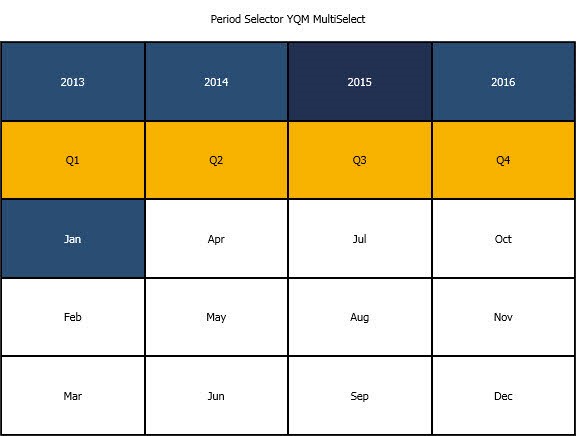 Period Selector YQM MultiSelect
2013 2014 2015 2016
Q1 Q2 Q3 Q4
Jan Apr Jul Oct
Feb May Aug Nov
Mar Jun Sep Dec